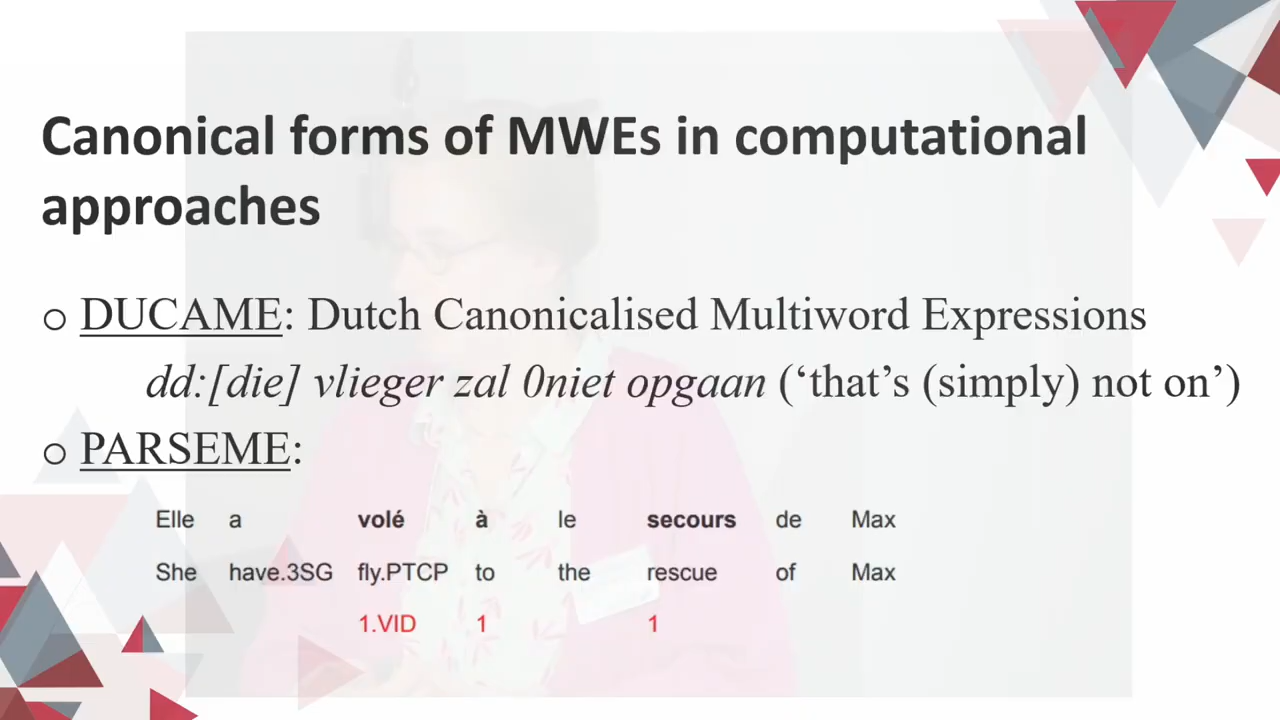 Canonical forms of MWEs in computational
approaches
o DUCAME: Dutch Canonicalised Multiword Expressions
dd:[die] vlieger zal 0niet opgaan (‘that’s (simply) not on’)
o PARSEME:
Elle a volé à le secours de Max
She have.3SG fly.PTCP to the rescue of Max
1.VID 1 1